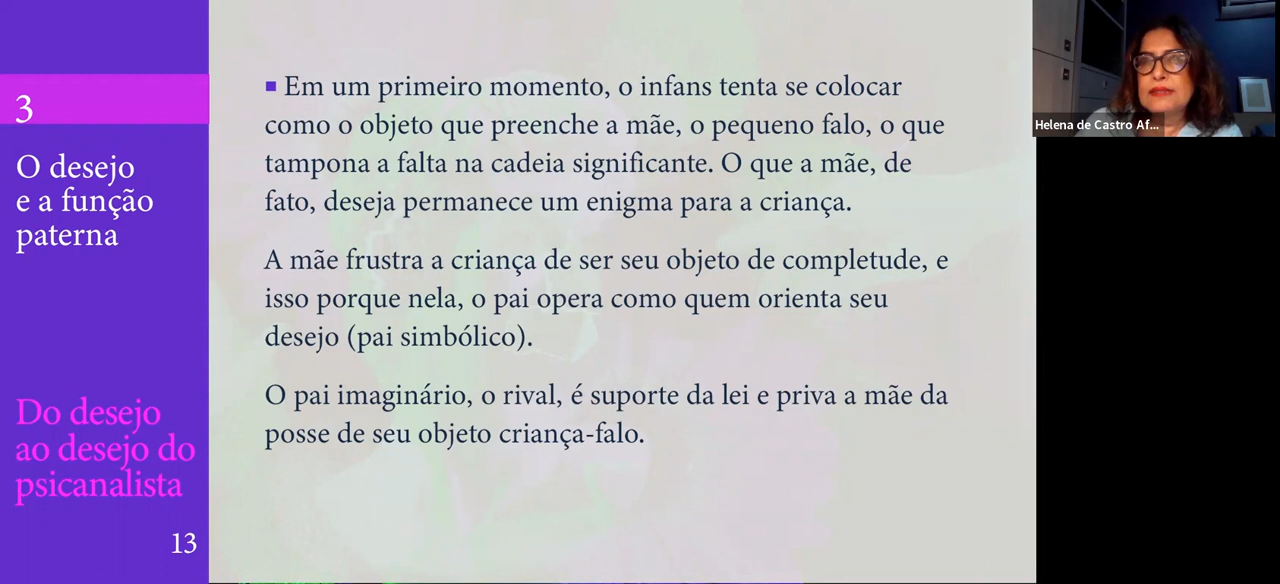 3
O desejo
e a função
paterna
Do desejo
ao desejo do
psicanalista
13
▪ Em um primeiro momento, o infans tenta se colocar
como o objeto que preenche a mãe, o pequeno falo, o que
tampona a falta na cadeia significante. O que a mãe, de
fato, deseja permanece um enigma para a criança.
A mãe frustra a criança de ser seu objeto de completude, e
isso porque nela, o pai opera como quem orienta seu
desejo (pai simbólico).
O pai imaginário, o rival, é suporte da lei e priva a mãe da
posse de seu objeto criança-falo.
Helena de Castro Af...